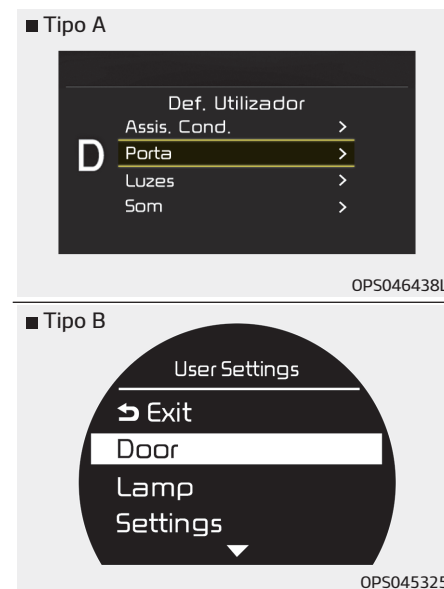 ■ Tipo A
Def. Utilizador
Assis. Cond. >
D Porta >
Luzes >
Som >
OPS046438L
■ Tipo B
User Settings
Exit
Door
Lamp
Settings
OPS045325